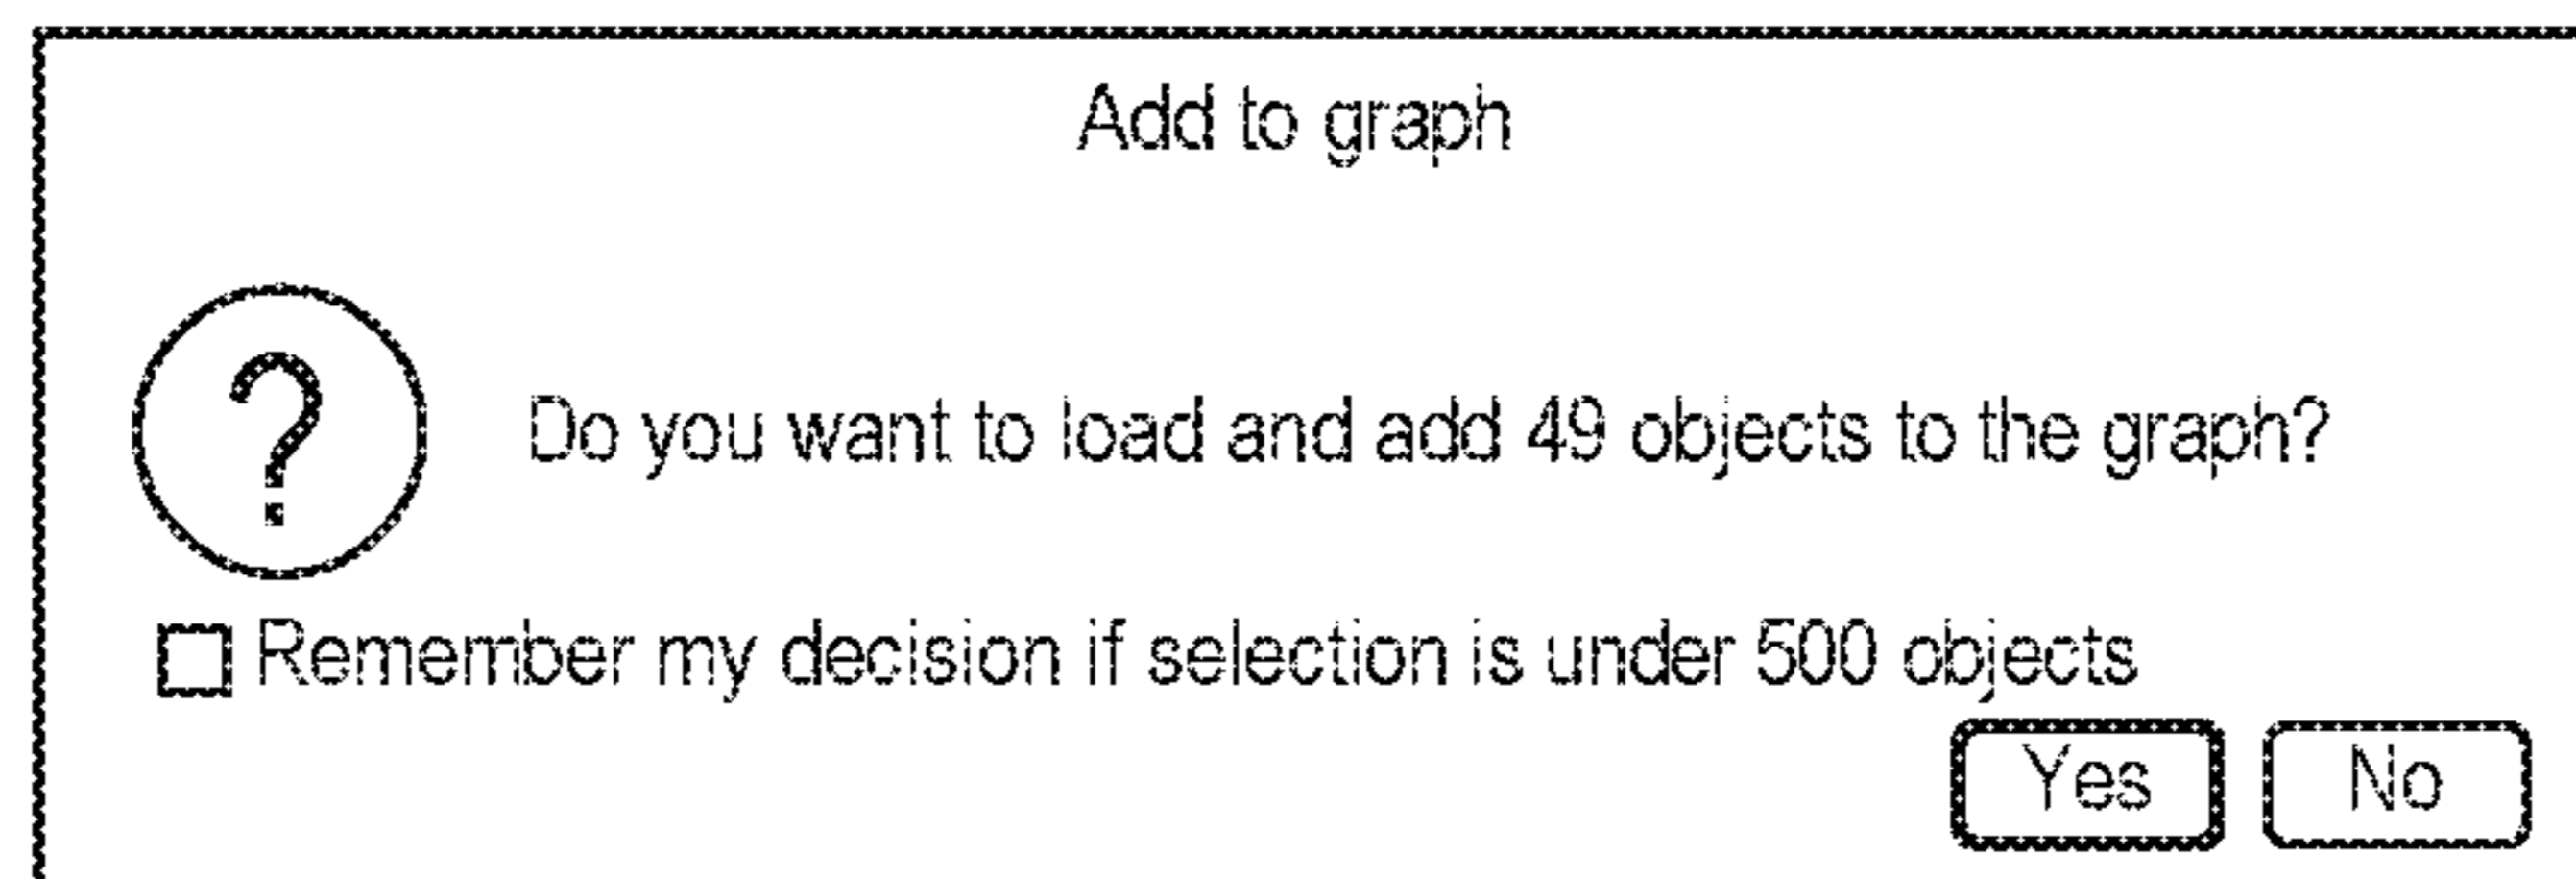 Add to graph
?
Do you want to load and add 49 objects to the graph?
Remember my decision if selection is under 500 objects
Yes No